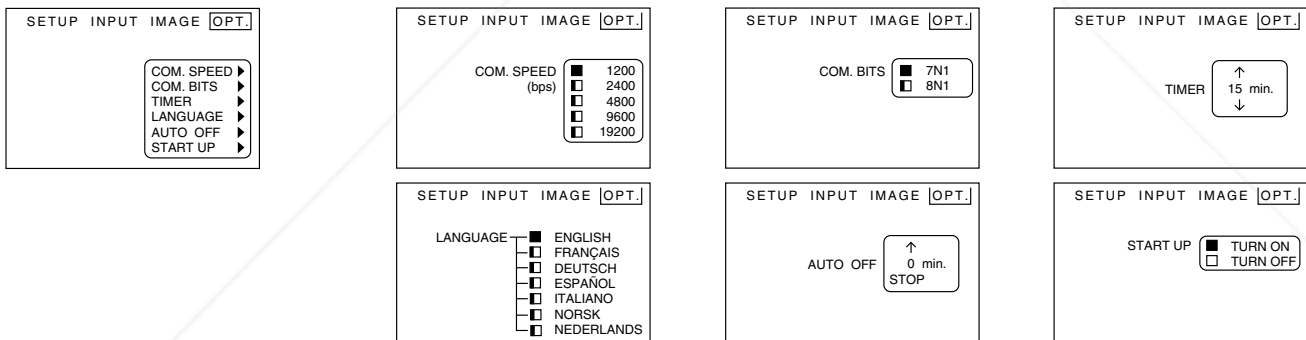 SETUP INPUT IMAGE OPT.
COM. SPEED
COM. BITS
TIMER
LANGUAGE
AUTO OFF
START UP
SETUP INPUT IMAGE OPT.
COM. SPEED 1200
(bps) 2400
4800
9600
19200
SETUP INPUT IMAGE OPT.
COM. BITS 7N1
8N1
SETUP INPUT IMAGE OPT.
TIMER 15 min.
SETUP INPUT IMAGE OPT.
LANGUAGE ENGLISH
FRANÇAIS
DEUTSCH
ESPAÑOL
ITALIANO
NORSK
NEDERLANDS
SETUP INPUT IMAGE OPT.
AUTO OFF 0 min.
STOP
SETUP INPUT IMAGE OPT.
START UP TURN ON
TURN OFF